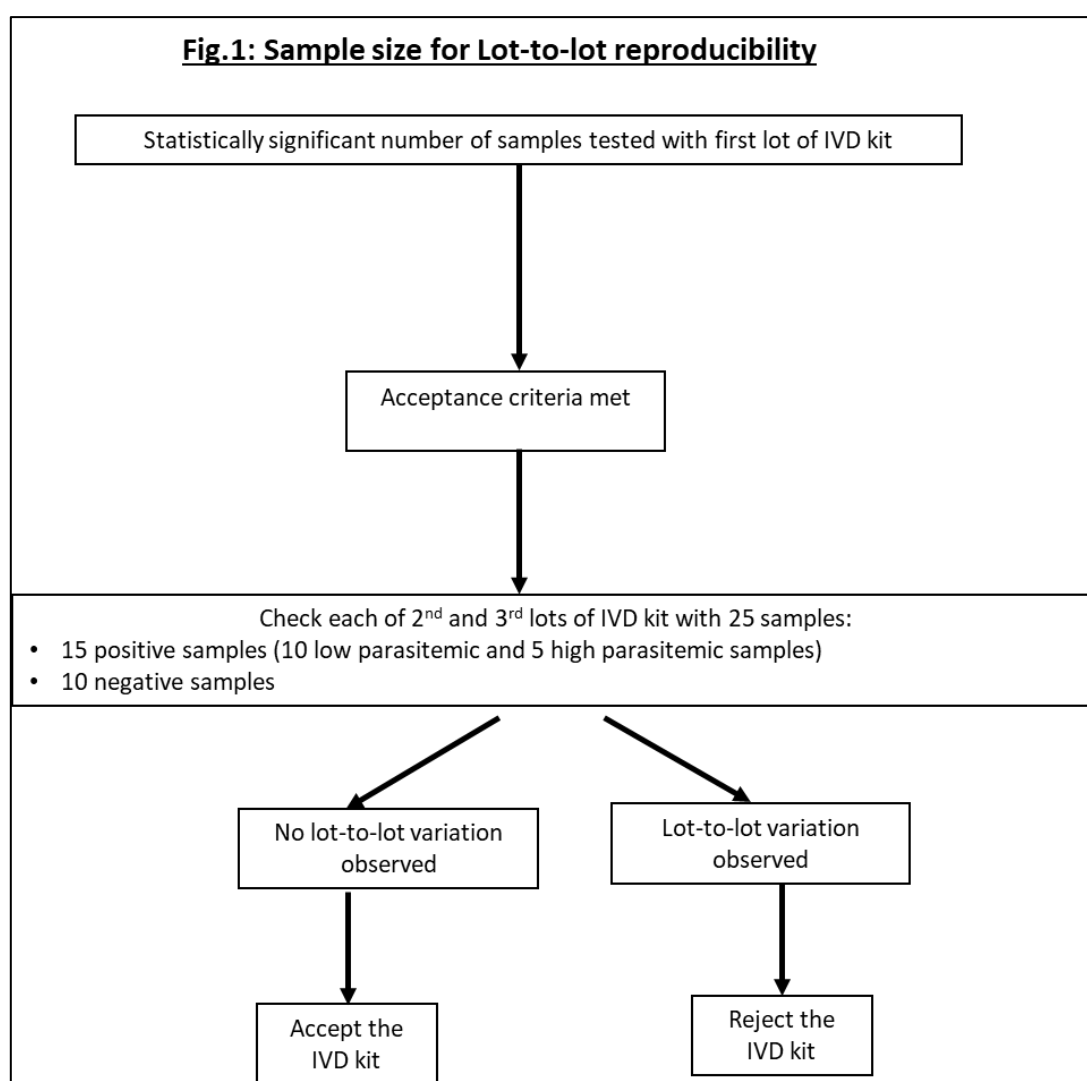 Fig.1: Sample size for Lot-to-lot reproducibility
Statistically significant number of samples tested with first lot of IVD kit
Acceptance criteria met
Check each of 2nd and 3rd lots of IVD kit with 25 samples:
• 15 positive samples (10 low parasitemic and 5 high parasitemic samples)
• 10 negative samples
No lot-to-lot variation
observed
Lot-to-lot variation
observed
Accept the
IVD kit
Reject the
IVD kit